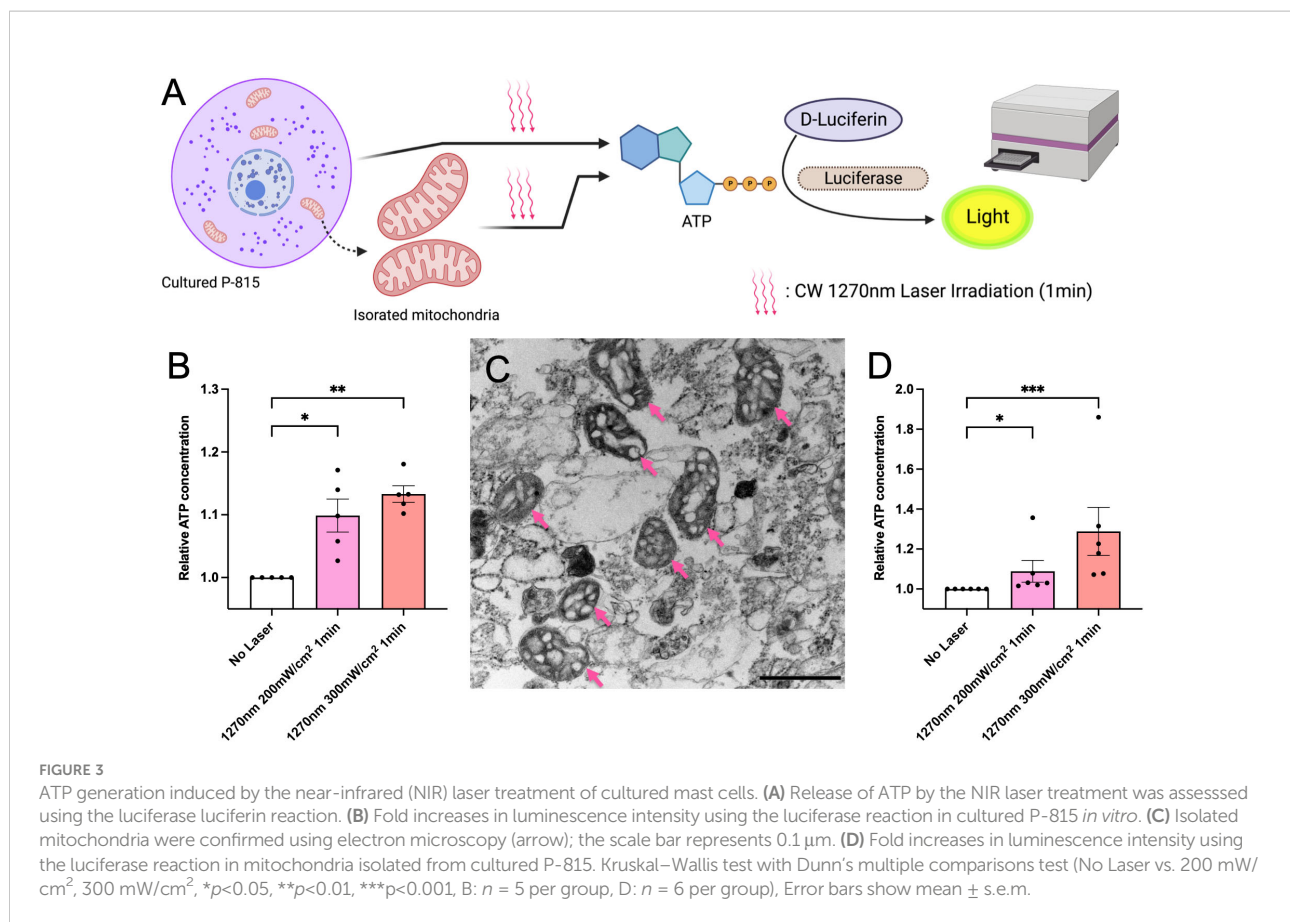 A
Cultured P-815
Isorated mitochondria
P P P
ATP
D-Luciferin
Luciferase
Light
: CW 1270nm Laser Irradiation (1min)
B
Relative ATP concentration
1.3
1.2
1.1
1.0
*
**
No Laser
1270nm 200mW/cm² 1min
1270nm 300mW/cm² 1min
C
D
Relative ATP concentration
2.0
1.8
1.6
1.4
1.2
1.0
*
***
No Laser
1270nm 200mW/cm² 1min
1270nm 300mW/cm² 1min
FIGURE 3
ATP generation induced by the near-infrared (NIR) laser treatment of cultured mast cells. (A) Release of ATP by the NIR laser treatment was assesssed
using the luciferase luciferin reaction. (B) Fold increases in luminescence intensity using the luciferase reaction in cultured P-815 in vitro. (C) Isolated
mitochondria were confirmed using electron microscopy (arrow); the scale bar represents 0.1 μm. (D) Fold increases in luminescence intensity using
the luciferase reaction in mitochondria isolated from cultured P-815. Kruskal–Wallis test with Dunn's multiple comparisons test (No Laser vs. 200 mW/
cm², 300 mW/cm², *p<0.05, **p<0.01, ***p<0.001, B: n = 5 per group, D: n = 6 per group), Error bars show mean ± s.e.m.